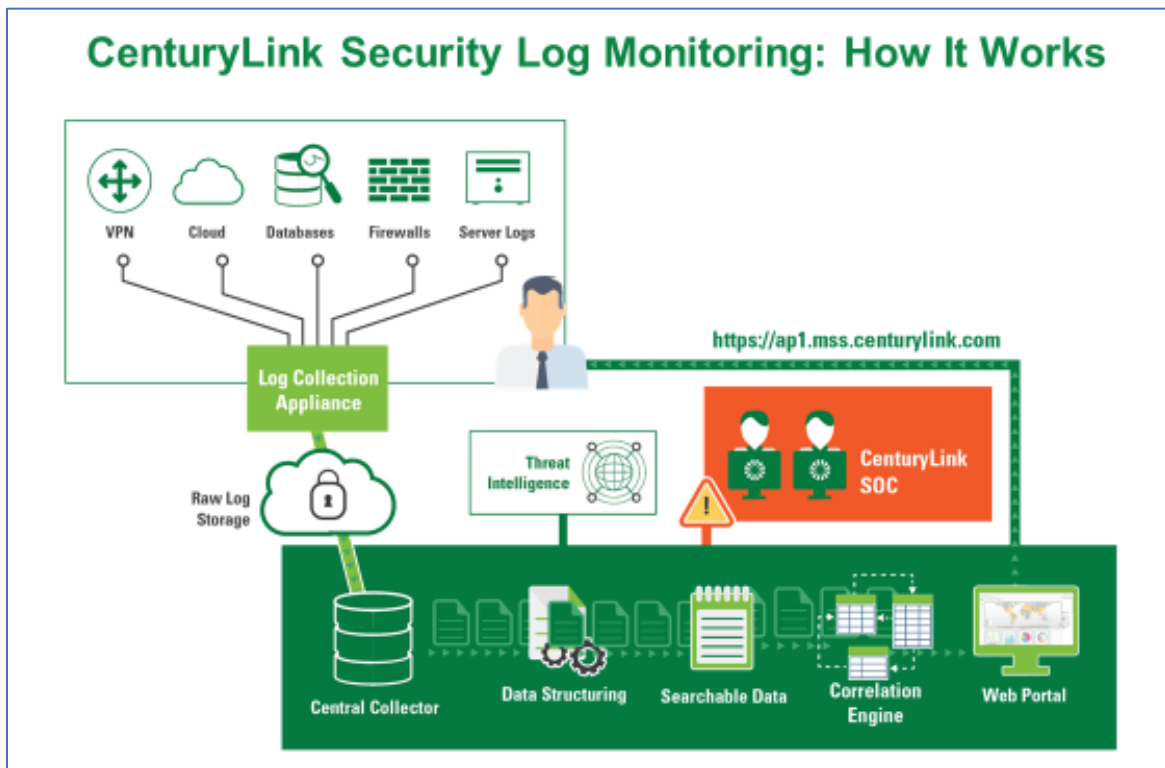 CenturyLink Security Log Monitoring: How It Works
VPN
Cloud
Databases
Firewalls
Server Logs
Log Collection
Appliance
https://ap1.mss.centurylink.com
Threat
Intelligence
CenturyLink
SOC
!
Raw Log
Storage
Central Collector
Data Structuring
Searchable Data
Correlation
Engine
Web Portal